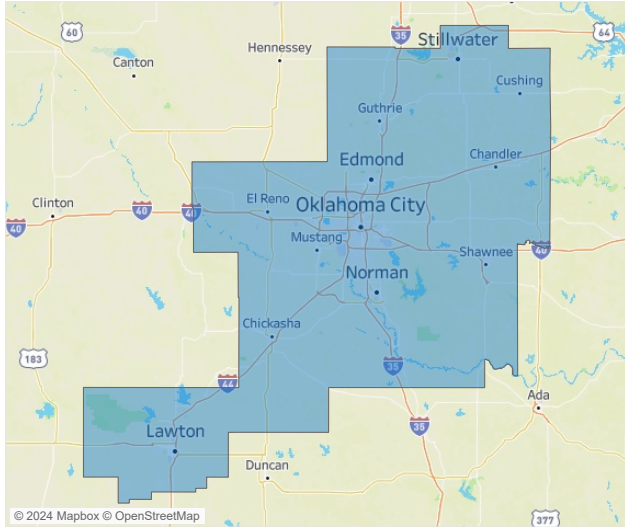 60
35
Stillwater
64
Hennessey
Canton
Cushing
Guthrie
Edmond
Chandler
Clinton
El Reno
Oklahoma City
40
40
40
Mustang
Shawnee
40
Norman
Chickasha
183
35
44
Ada
Lawton
35
Duncan
377
© 2024 Mapbox © OpenStreetMap